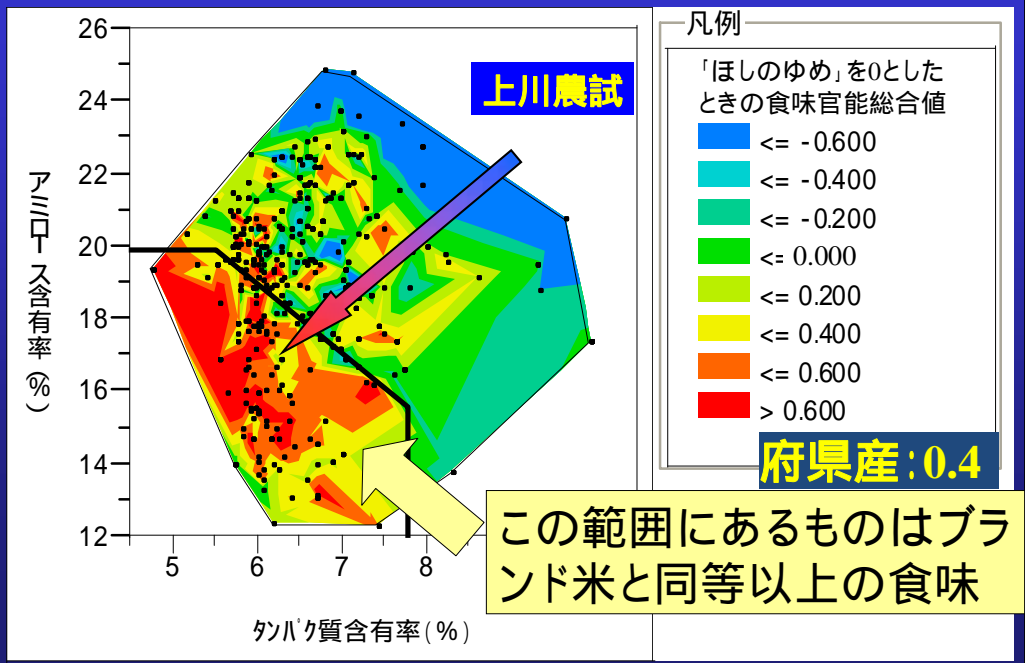 26
24
22
20
18
16
14
12
アミロース含有率(%)
5
6
7
8
タンパク質含有率(%)
上川農試
凡例
「ほしのゆめ」を0とした
ときの食味官能総合値
<= -0.600
<= -0.400
<= -0.200
<= 0.000
<= 0.200
<= 0.400
<= 0.600
> 0.600
府県産:0.4
この範囲にあるものはブラ
ンド米と同等以上の食味